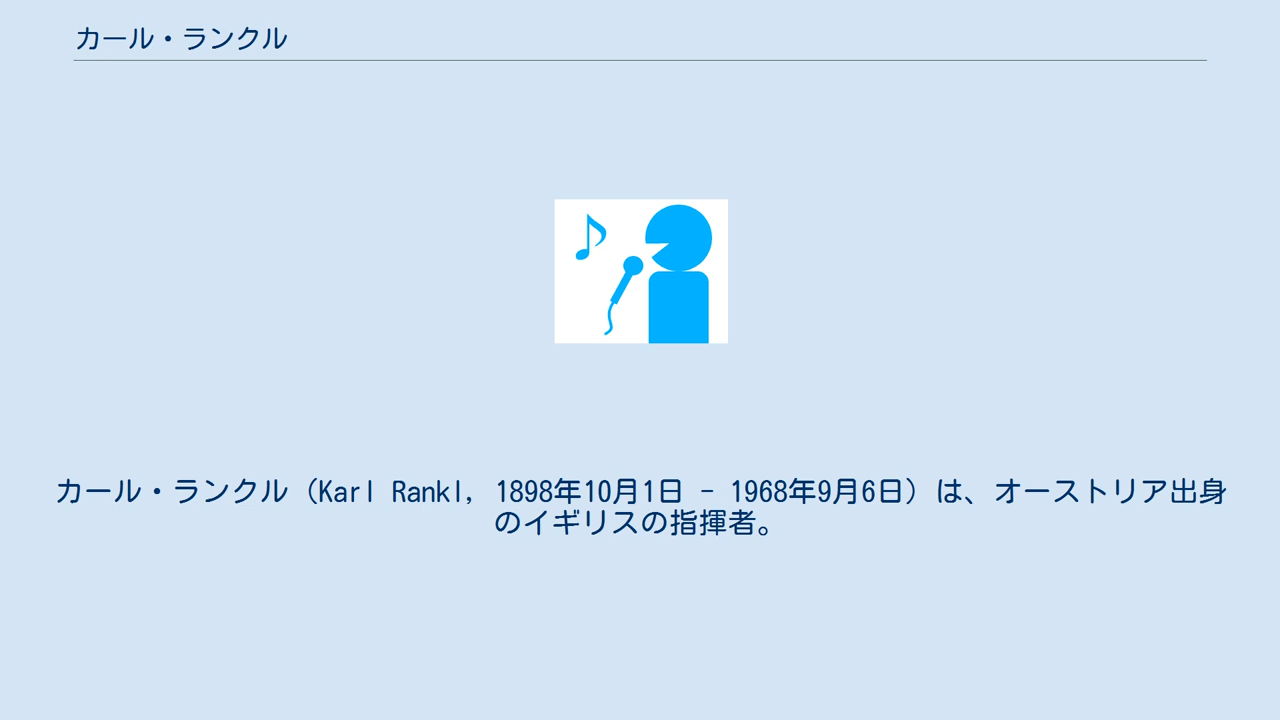 カール・ランクル
カール・ランクル（Karl Rankl, 1898年10月1日 - 1968年9月6日）は、オーストリア出身
のイギリスの指揮者。